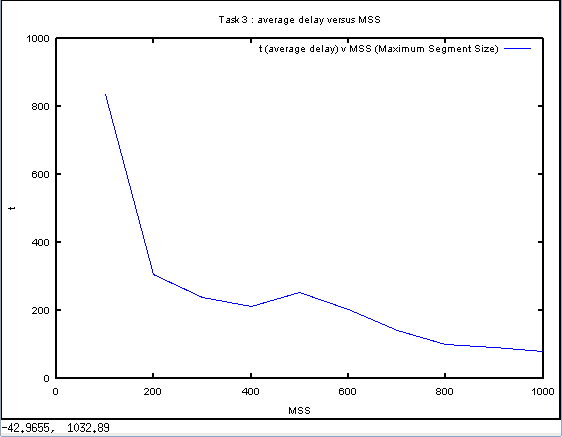 Task 3 : average delay versus MSS
t (average delay) v MSS (Maximum Segment Size)
1000
800
600
400
200
0
t
0 200 400 600 800 1000
MSS
-42.9655, 1032.89